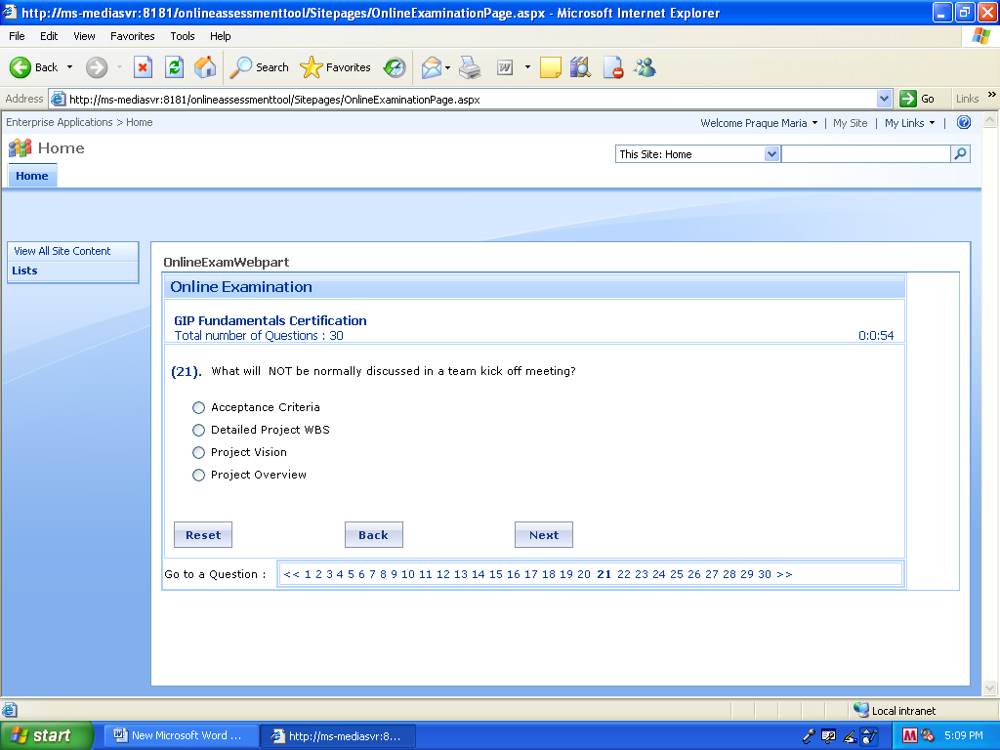 http://ms-mediasvr:8181/onlineassessmenttool/Sitepages/OnlineExaminationPage.aspx - Microsoft Internet Explorer
File Edit View Favorites Tools Help
Back Search Favorites
Address http://ms-mediasvr:8181/onlineassessmenttool/Sitepages/OnlineExaminationPage.aspx Go Links »
Enterprise Applications > Home Welcome Praque Maria | My Site | My Links |
Home
This Site: Home
Home
View All Site Content
Lists
OnlineExamWebpart
Online Examination
GIP Fundamentals Certification
Total number of Questions : 30 0:0:54
(21). What will NOT be normally discussed in a team kick off meeting?
Acceptance Criteria
Detailed Project WBS
Project Vision
Project Overview
Reset Back Next
Go to a Question : << 1 2 3 4 5 6 7 8 9 10 11 12 13 14 15 16 17 18 19 20 21 22 23 24 25 26 27 28 29 30 >>
Local intranet
start New Microsoft Word ... http://ms-mediasvr:8... 5:09 PM